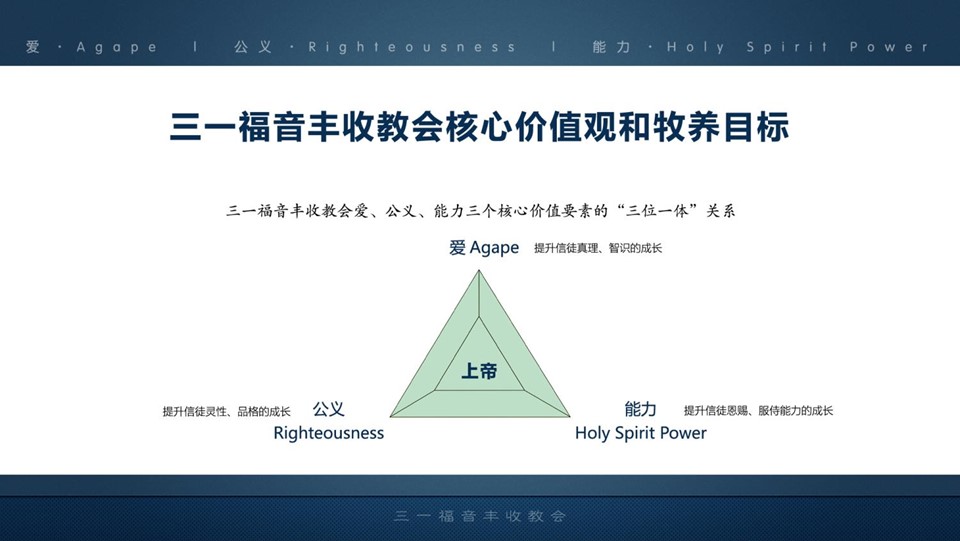 爱·Agape | 公义·Righteousness | 能力·Holy Spirit Power
三一福音丰收教会核心价值观和牧养目标
三一福音丰收教会爱、公义、能力三个核心价值要素的“三位一体”关系
爱 Agape 提升信徒真理、智识的成长
上帝
提升信徒灵性、品格的成长 公义
Righteousness
能力 提升信徒恩赐、服侍能力的成长
Holy Spirit Power
三一福音丰收教会